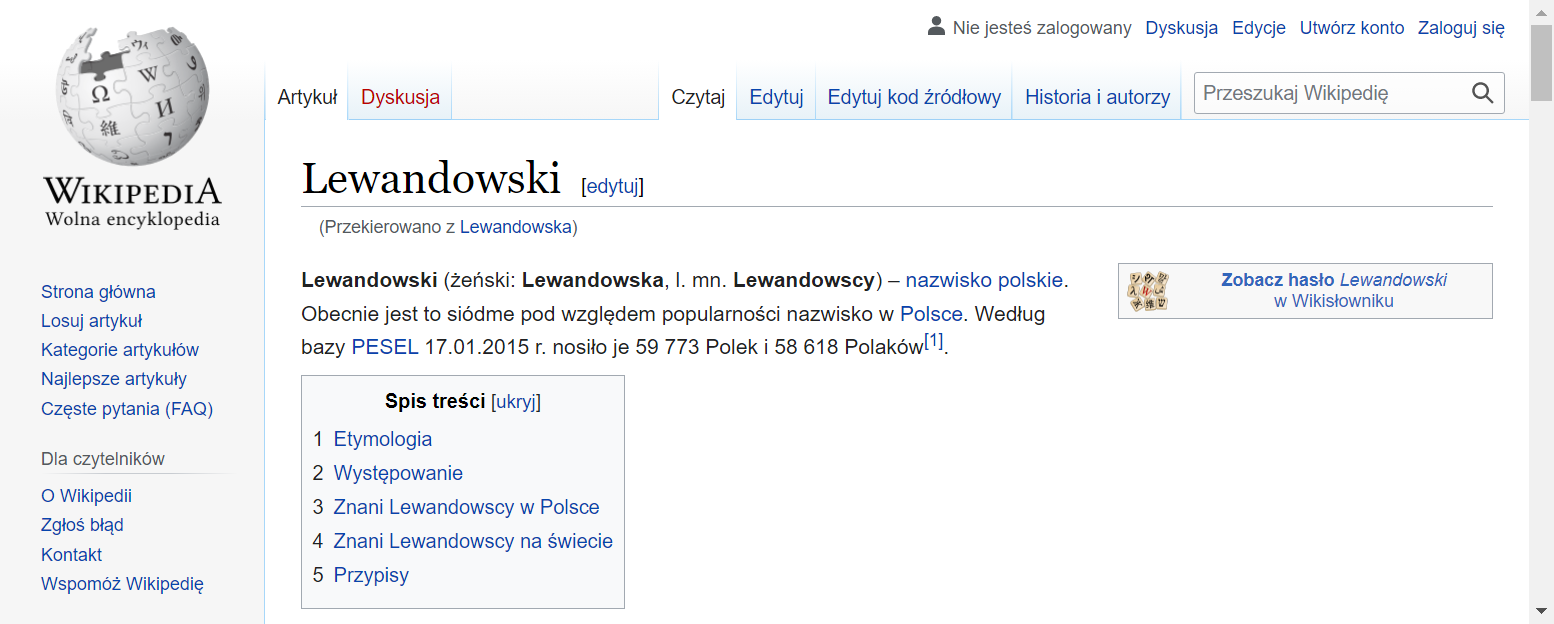 Nie jesteś zalogowany Dyskusja Edycje Utwórz konto Zaloguj się
Artykuł Dyskusja Czytaj Edytuj Edytuj kod źródłowy Historia i autorzy Przeszukaj Wikipedię
WIKIPEDIA
Wolna encyklopedia
Strona główna
Losuj artykuł
Kategorie artykułów
Najlepsze artykuły
Częste pytania (FAQ)
Dla czytelników
O Wikipedii
Zgłoś błąd
Kontakt
Wspomóż Wikipedię
Lewandowski [edytuj]
(Przekierowano z Lewandowska)
Lewandowski (żeński: Lewandowska, l. mn. Lewandowscy) – nazwisko polskie.
Obecnie jest to siódme pod względem popularności nazwisko w Polsce. Według
bazy PESEL 17.01.2015 r. nosiło je 59 773 Polek i 58 618 Polaków[1].
Zobacz hasło Lewandowski
w Wikisłowniku
Spis treści [ukryj]
1 Etymologia
2 Występowanie
3 Znani Lewandowscy w Polsce
4 Znani Lewandowscy na świecie
5 Przypisy